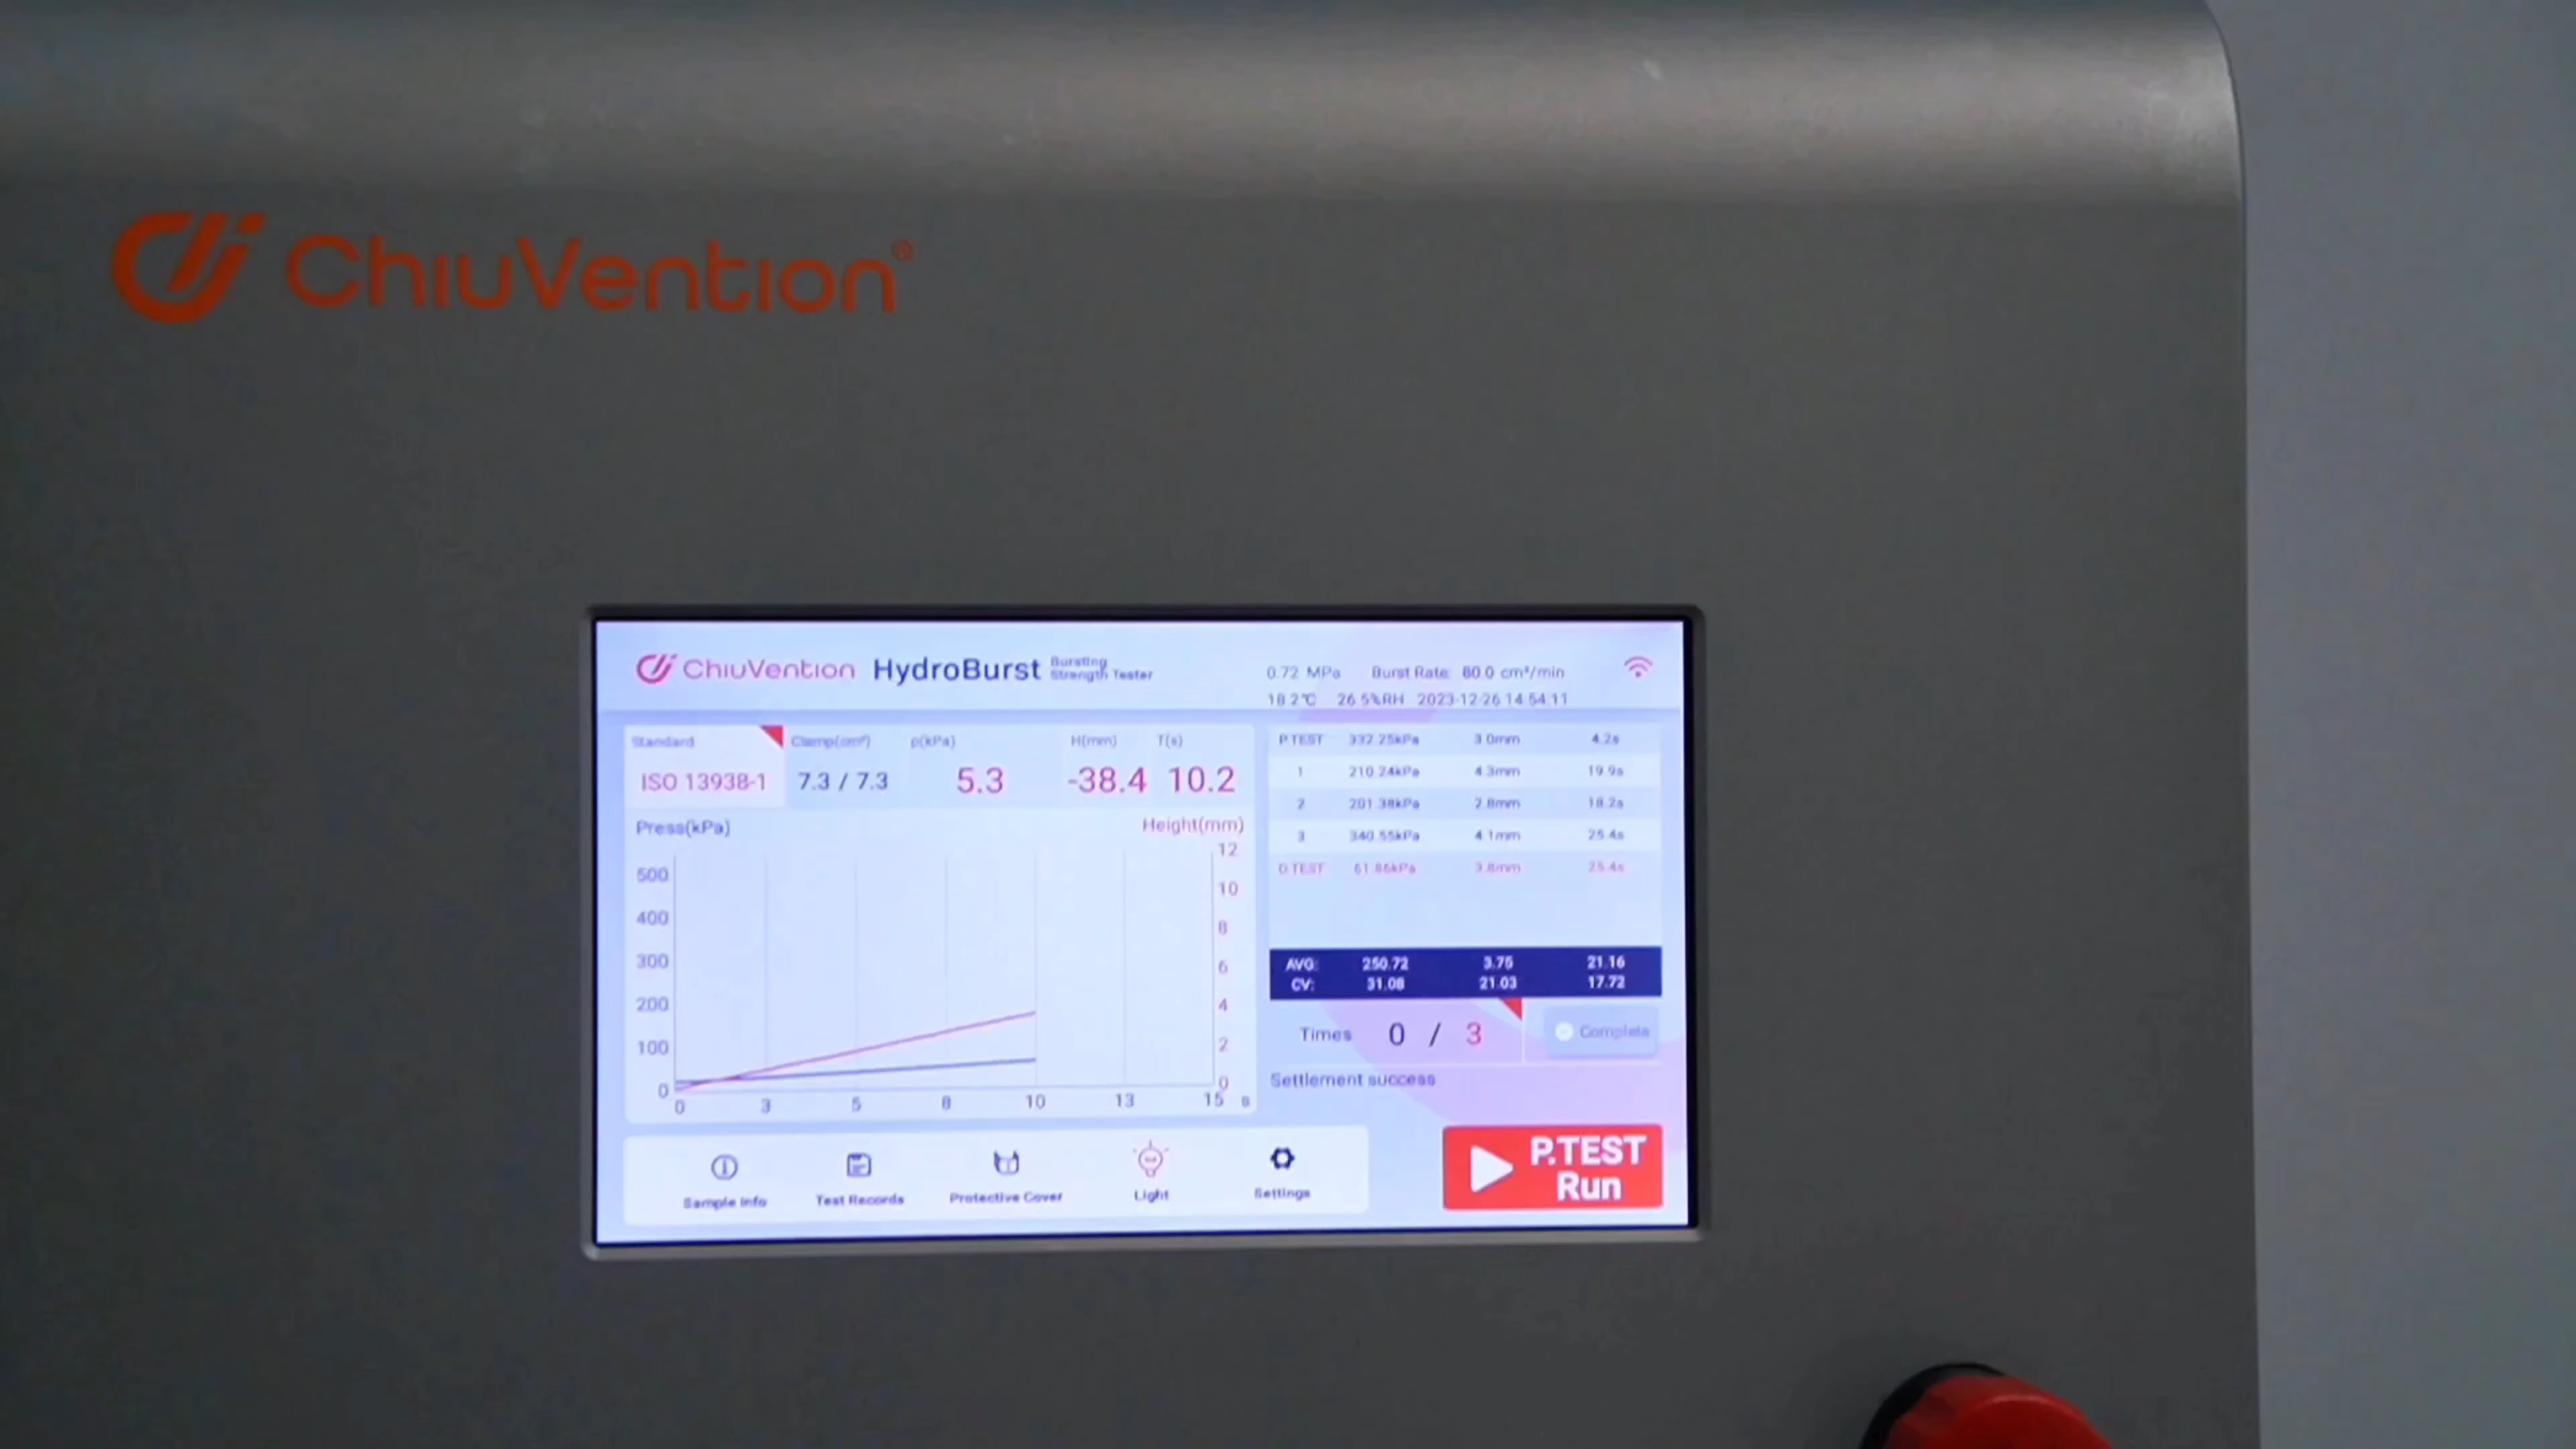 ChiuVention®
ChiuVention HydroBurst Bursting Strength Tester
0.72 MPa Burst Rate: 80.0 cm³/min
18.2℃ 26.5%RH 2023-12-26 14:54:11
Standard Clamp(cm²) p(kPa) H(mm) T(s)
ISO 13938-1 7.3 / 7.3 5.3 -38.4 10.2
Press(kPa) Height(mm)
500
400
300
200
100
0
12
10
8
6
4
2
0
0 3 5 8 10 13 15 s
P.TEST 332.25kPa 3.0mm 4.2s
1 210.24kPa 4.3mm 19.9s
2 201.38kPa 2.8mm 18.2s
3 340.55kPa 4.1mm 25.4s
D.TEST 61.86kPa 3.8mm 25.4s
AVG: 250.72 3.75 21.16
CV: 31.08 21.03 17.72
Times 0 / 3 Complete
Settlement success
Sample Info Test Records Protective Cover Light Settings
P.TEST
Run